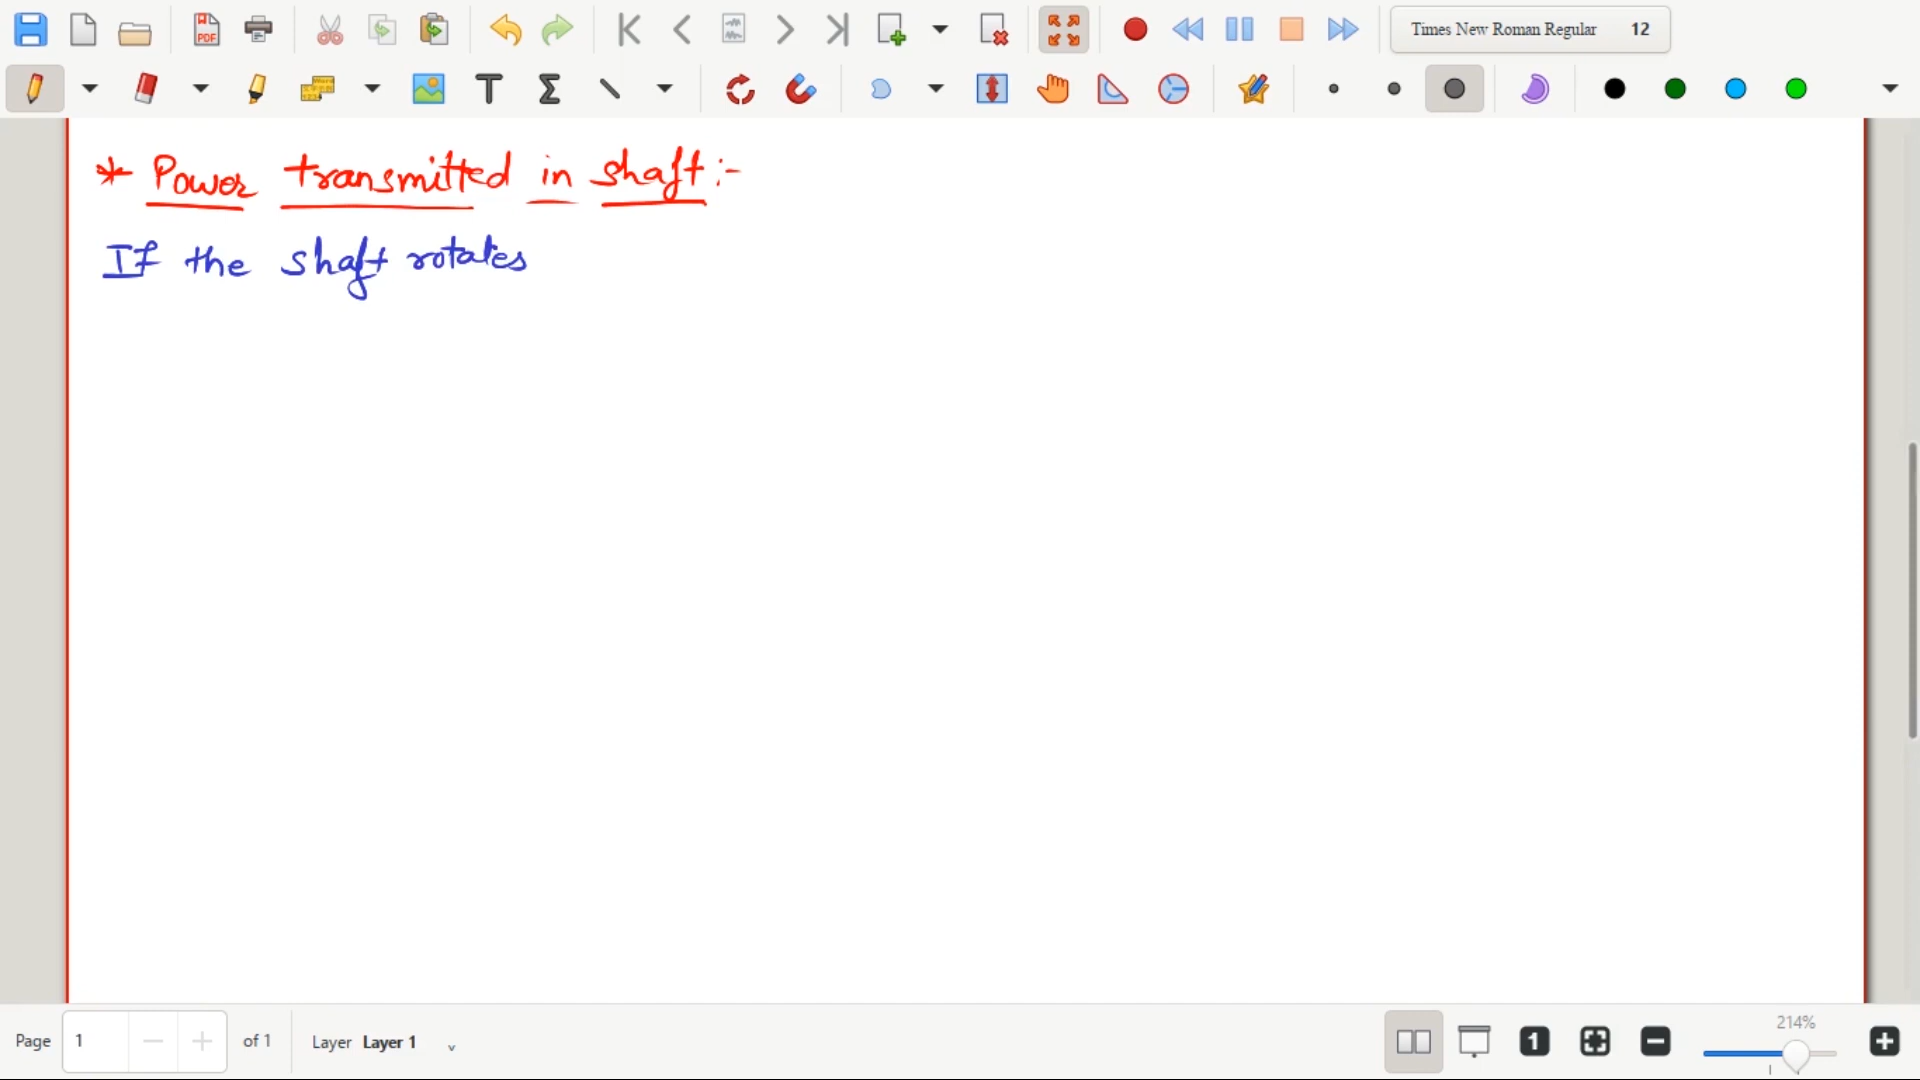 Times New Roman Regular 12
* Power transmitted in shaft :-
If the shaft rotates
Page 1 of 1 Layer Layer 1 214%